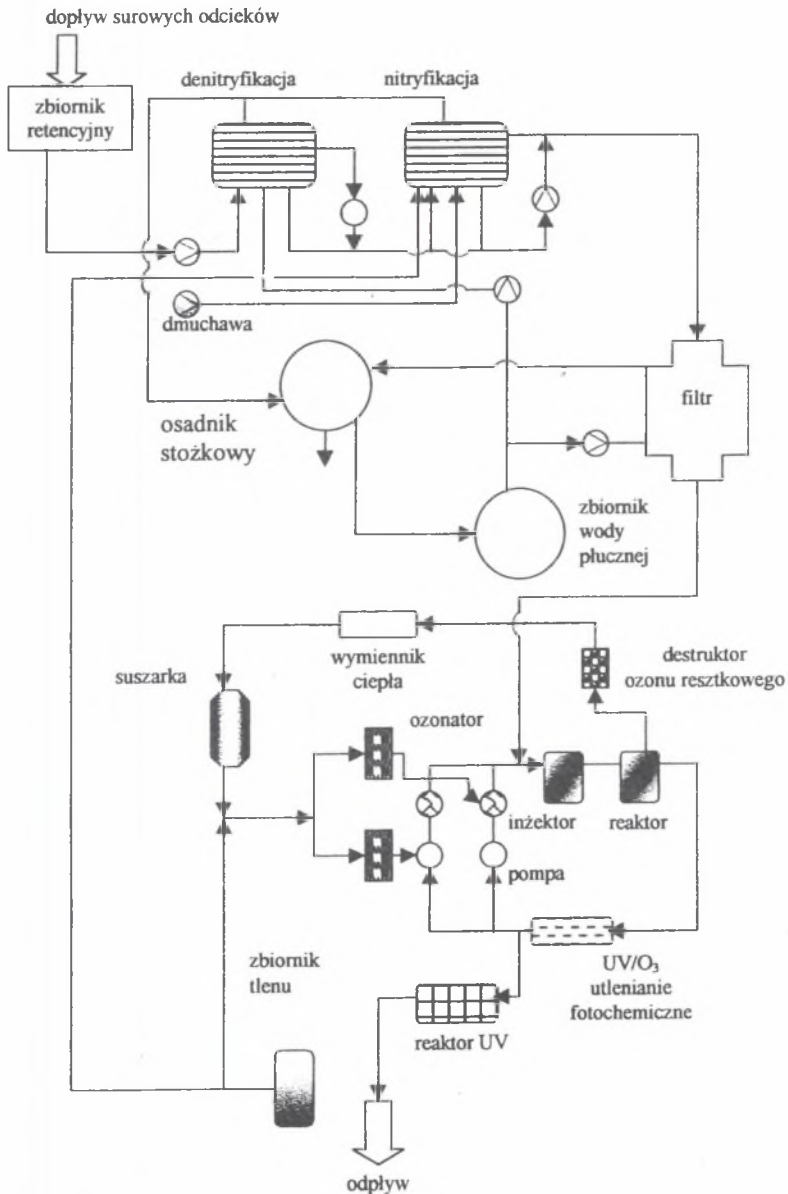 dopływ surowych odcieków
denitryfikacja
nitryfikacja
zbiornik
retencyjny
dmuchawa
filtr
osadnik
stożkowy
zbiornik
wody
płucznej
wymiennik
ciepła
destruktor
ozonu resztkowego
suszarka
ozonator
inżektor
reaktor
pompa
zbiornik
tlenu
UV/O₃
utlenianie
fotochemiczne
reaktor UV
odpływ